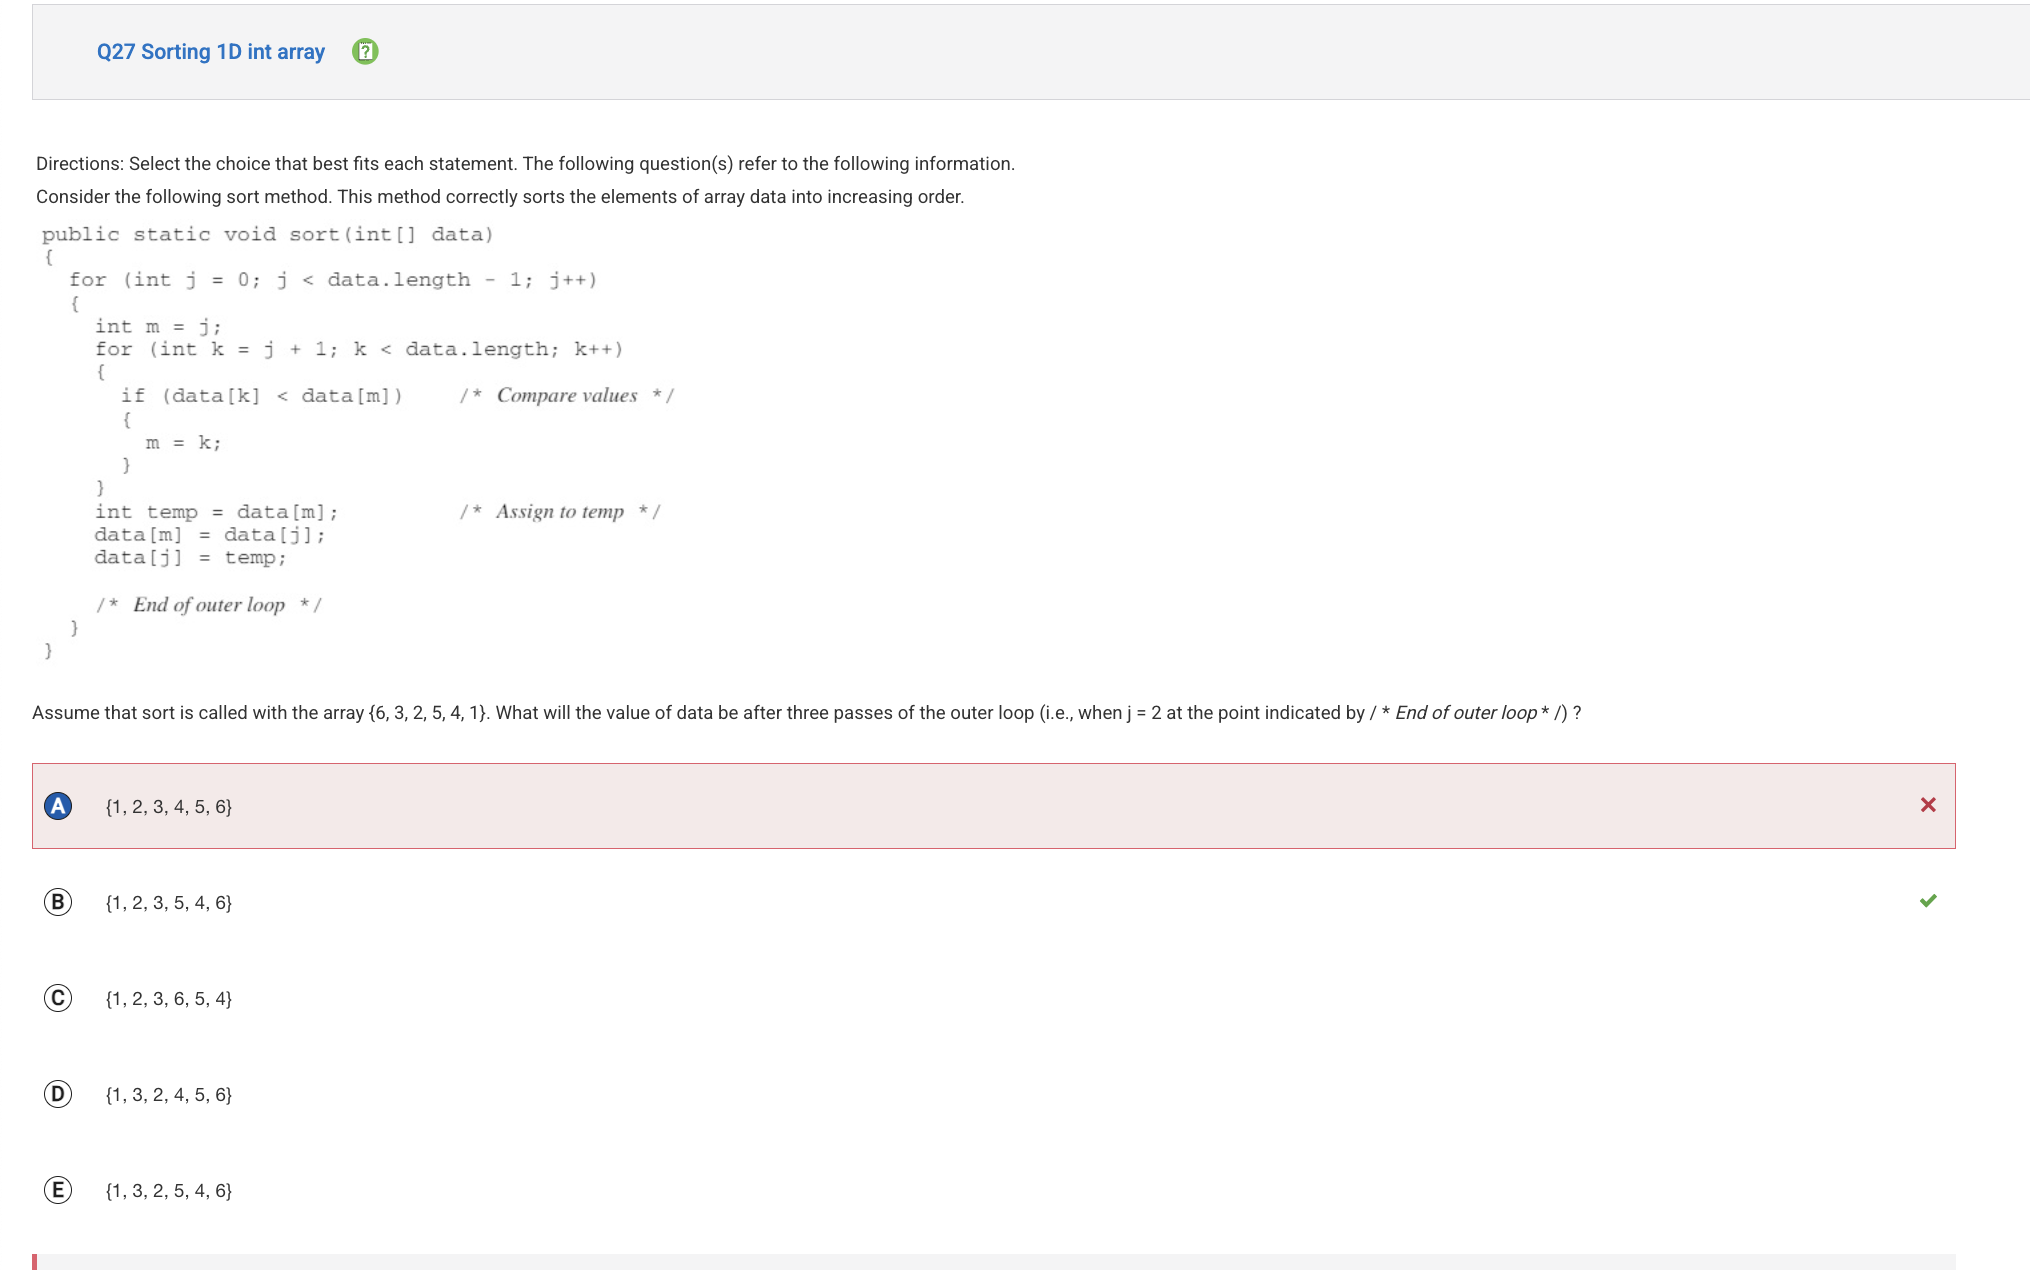 Q27 Sorting 1D int array
Directions: Select the choice that best fits each statement. The following question(s) refer to the following information.
Consider the following sort method. This method correctly sorts the elements of array data into increasing order.
public static void sort(int[] data)
{
for (int j = 0; j < data.length - 1; j++)
{
int m = j;
for (int k = j + 1; k < data.length; k++)
{
if (data[k] < data[m]) /* Compare values */
{
m = k;
}
}
int temp = data[m]; /* Assign to temp */
data[m] = data[j];
data[j] = temp;
/* End of outer loop */
}
}
Assume that sort is called with the array {6, 3, 2, 5, 4, 1}. What will the value of data be after three passes of the outer loop (i.e., when j = 2 at the point indicated by / * End of outer loop * /) ?
A {1, 2, 3, 4, 5, 6}
B {1, 2, 3, 5, 4, 6}
C {1, 2, 3, 6, 5, 4}
D {1, 3, 2, 4, 5, 6}
E {1, 3, 2, 5, 4, 6}